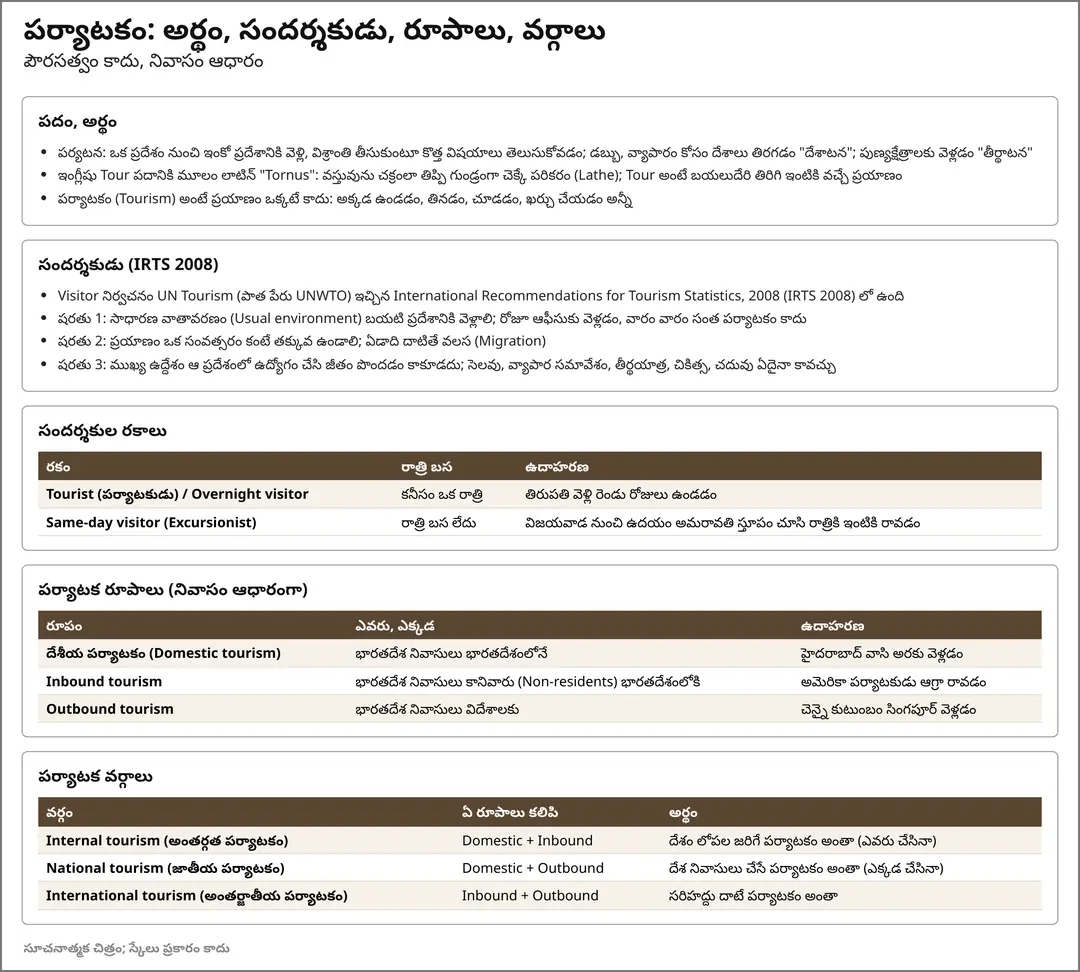 పర్యాటకం: అర్థం, సందర్శకుడు, రూపాలు, వర్గాలు
పౌరసత్వం కాదు, నివాసం ఆధారం
పదం, అర్థం
• పర్యటన: ఒక ప్రదేశం నుంచి ఇంకో ప్రదేశానికి వెళ్లి, విశ్రాంతి తీసుకుంటూ కొత్త విషయాలు తెలుసుకోవడం; డబ్బు, వ్యాపారం కోసం దేశాలు తిరగడం "దేశాటన"; పుణ్యక్షేత్రాలకు వెళ్లడం "తీర్థాటన"
• ఇంగ్లీషు Tour పదానికి మూలం లాటిన్ "Tornus": వస్తువును చక్రంలా తిప్పి గుండ్రంగా చెక్కే పరికరం (Lathe); Tour అంటే బయలుదేరి తిరిగి ఇంటికి వచ్చే ప్రయాణం
• పర్యాటకం (Tourism) అంటే ప్రయాణం ఒక్కటే కాదు: అక్కడ ఉండడం, తినడం, చూడడం, ఖర్చు చేయడం అన్నీ
సందర్శకుడు (IRTS 2008)
• Visitor నిర్వచనం UN Tourism (పాత పేరు UNWTO) ఇచ్చిన International Recommendations for Tourism Statistics, 2008 (IRTS 2008) లో ఉంది
• షరతు 1: సాధారణ వాతావరణం (Usual environment) బయటి ప్రదేశానికి వెళ్లాలి; రోజూ ఆఫీసుకు వెళ్లడం, వారం వారం సంత పర్యాటకం కాదు
• షరతు 2: ప్రయాణం ఒక సంవత్సరం కంటే తక్కువ ఉండాలి; ఏడాది దాటితే వలస (Migration)
• షరతు 3: ముఖ్య ఉద్దేశం ఆ ప్రదేశంలో ఉద్యోగం చేసి జీతం పొందడం కాకూడదు; సెలవు, వ్యాపార సమావేశం, తీర్థయాత్ర, చికిత్స, చదువు ఏదైనా కావచ్చు
సందర్శకుల రకాలు
రకం రాత్రి బస ఉదాహరణ
Tourist (పర్యాటకుడు) / Overnight visitor కనీసం ఒక రాత్రి తిరుపతి వెళ్లి రెండు రోజులు ఉండడం
Same-day visitor (Excursionist) రాత్రి బస లేదు విజయవాడ నుంచి ఉదయం అమరావతి స్తూపం చూసి రాత్రికి ఇంటికి రావడం
పర్యాటక రూపాలు (నివాసం ఆధారంగా)
రూపం ఎవరు, ఎక్కడ ఉదాహరణ
దేశీయ పర్యాటకం (Domestic tourism) భారతదేశ నివాసులు భారతదేశంలోనే హైదరాబాద్ వాసి అరకు వెళ్లడం
Inbound tourism భారతదేశ నివాసులు కానివారు (Non-residents) భారతదేశంలోకి అమెరికా పర్యాటకుడు ఆగ్రా రావడం
Outbound tourism భారతదేశ నివాసులు విదేశాలకు చెన్నై కుటుంబం సింగపూర్ వెళ్లడం
పర్యాటక వర్గాలు
వర్గం ఏ రూపాలు కలిపి అర్థం
Internal tourism (అంతర్గత పర్యాటకం) Domestic + Inbound దేశం లోపల జరిగే పర్యాటకం అంతా (ఎవరు చేసినా)
National tourism (జాతీయ పర్యాటకం) Domestic + Outbound దేశ నివాసులు చేసే పర్యాటకం అంతా (ఎక్కడ చేసినా)
International tourism (అంతర్జాతీయ పర్యాటకం) Inbound + Outbound సరిహద్దు దాటే పర్యాటకం అంతా
సూచనాత్మక చిత్రం; స్కేలు ప్రకారం కాదు